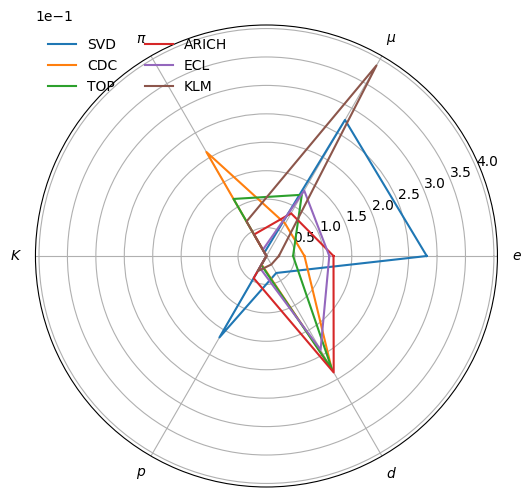 1e−1
π
μ
SVD ARICH
CDC ECL
TOP KLM
4.0
3.5
3.0
2.5
2.0
1.5
1.0
0.5
K
e
p
d